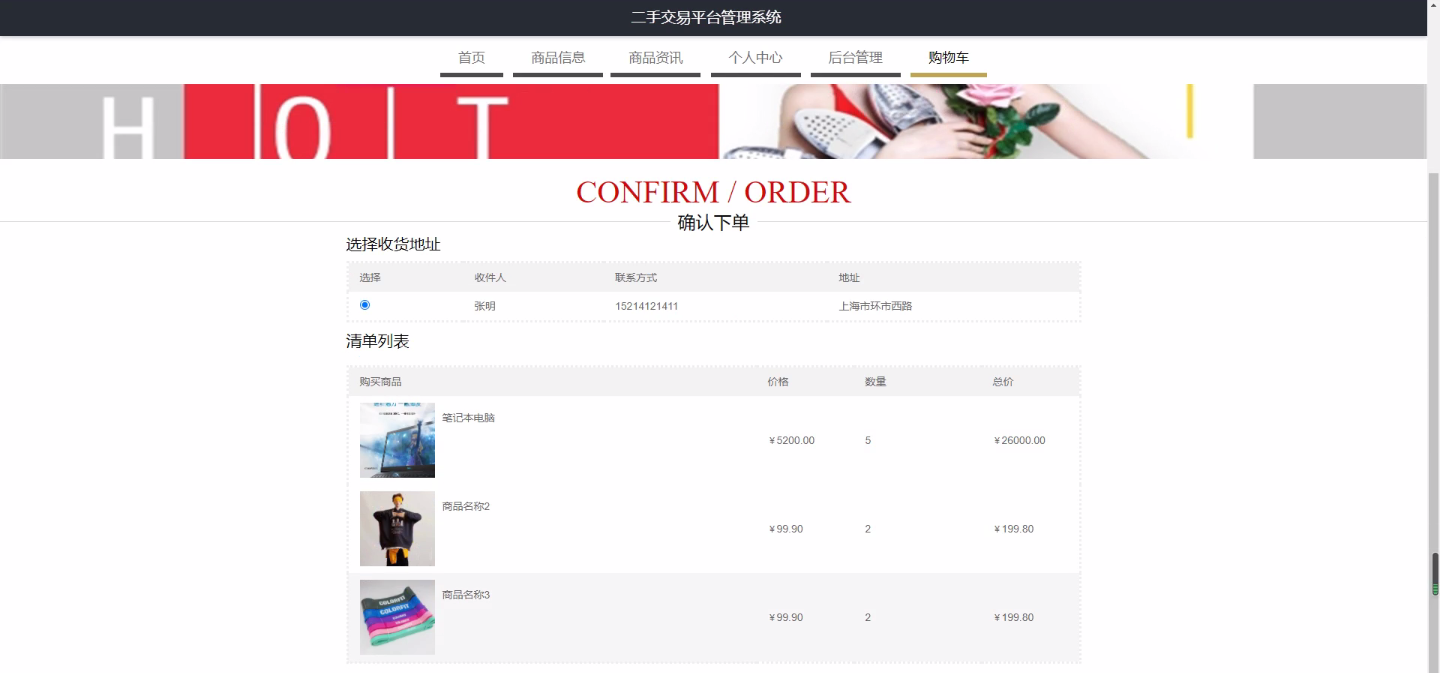 二手交易平台管理系统
首页 商品信息 商品资讯 个人中心 后台管理 购物车
HOT
CONFIRM / ORDER
确认下单
选择收货地址
选择 收件人 联系方式 地址
张明 15214121411 上海市环市西路
清单列表
购买商品 价格 数量 总价
笔记本电脑
￥5200.00 5 ￥26000.00
商品名称2
￥99.90 2 ￥199.80
COLORFIT
COLORFIT
商品名称3
￥99.90 2 ￥199.80